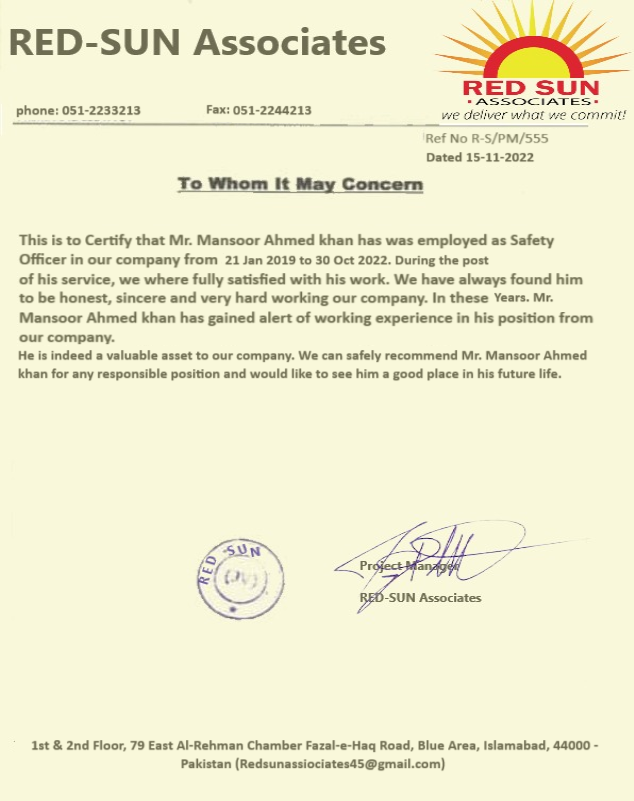 RED-SUN Associates
RED SUN
·ASSOCIATES·
we deliver what we commit!
phone: 051-2233213 Fax: 051-2244213
Ref No R-S/PM/555
Dated 15-11-2022
To Whom It May Concern
This is to Certify that Mr. Mansoor Ahmed khan has was employed as Safety
Officer in our company from 21 Jan 2019 to 30 Oct 2022. During the post
of his service, we where fully satisfied with his work. We have always found him
to be honest, sincere and very hard working our company. In these Years. Mr.
Mansoor Ahmed khan has gained alert of working experience in his position from
our company.
He is indeed a valuable asset to our company. We can safely recommend Mr. Mansoor Ahmed
khan for any responsible position and would like to see him a good place in his future life.
RED SUN
Project Manager
RED-SUN Associates
1st & 2nd Floor, 79 East Al-Rehman Chamber Fazal-e-Haq Road, Blue Area, Islamabad, 44000 -
Pakistan (Redsunassiociates45@gmail.com)